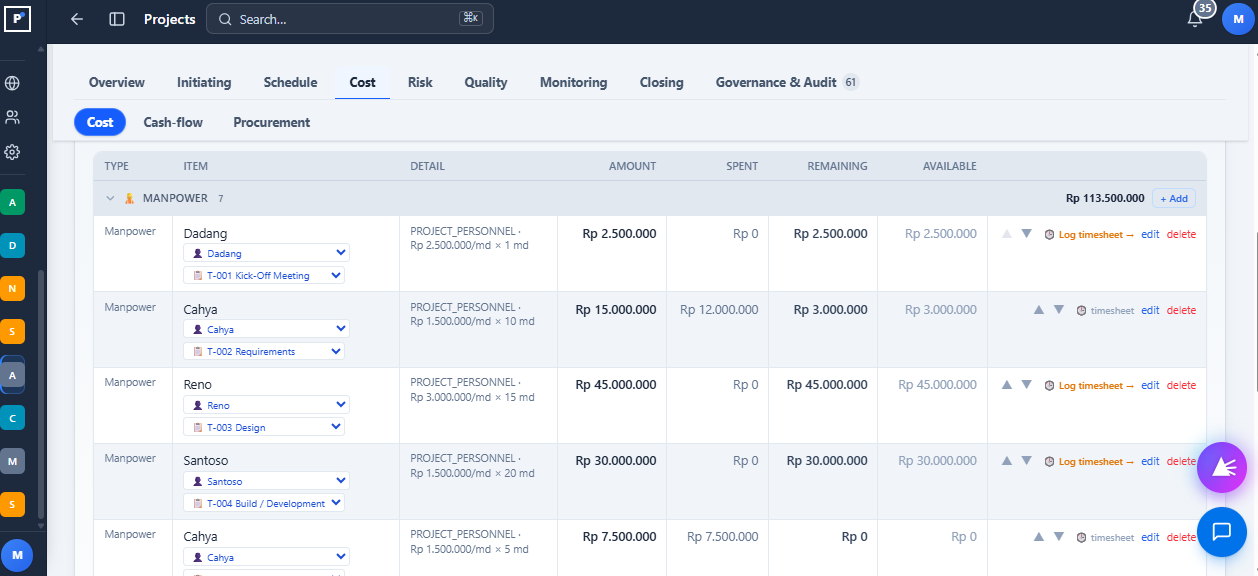 P
Projects
Search...
⌘K
35
M
Overview
Initiating
Schedule
Cost
Risk
Quality
Monitoring
Closing
Governance & Audit 61
Cost
Cash-flow
Procurement
TYPE ITEM DETAIL AMOUNT SPENT REMAINING AVAILABLE
MANPOWER 7 Rp 113.500.000 + Add
Manpower Dadang PROJECT_PERSONNEL · Rp 2.500.000 Rp 0 Rp 2.500.000 Rp 2.500.000 Log timesheet → edit delete
Dadang Rp 2.500.000/md × 1 md
T-001 Kick-Off Meeting
Manpower Cahya PROJECT_PERSONNEL · Rp 15.000.000 Rp 12.000.000 Rp 3.000.000 Rp 3.000.000 timesheet edit delete
Cahya Rp 1.500.000/md × 10 md
T-002 Requirements
Manpower Reno PROJECT_PERSONNEL · Rp 45.000.000 Rp 0 Rp 45.000.000 Rp 45.000.000 Log timesheet → edit delete
Reno Rp 3.000.000/md × 15 md
T-003 Design
Manpower Santoso PROJECT_PERSONNEL · Rp 30.000.000 Rp 0 Rp 30.000.000 Rp 30.000.000 Log timesheet → edit delete
Santoso Rp 1.500.000/md × 20 md
T-004 Build / Development
Manpower Cahya PROJECT_PERSONNEL · Rp 7.500.000 Rp 7.500.000 Rp 0 Rp 0 timesheet edit delete
Cahya Rp 1.500.000/md × 5 md
A
D
N
S
A
C
M
S
M